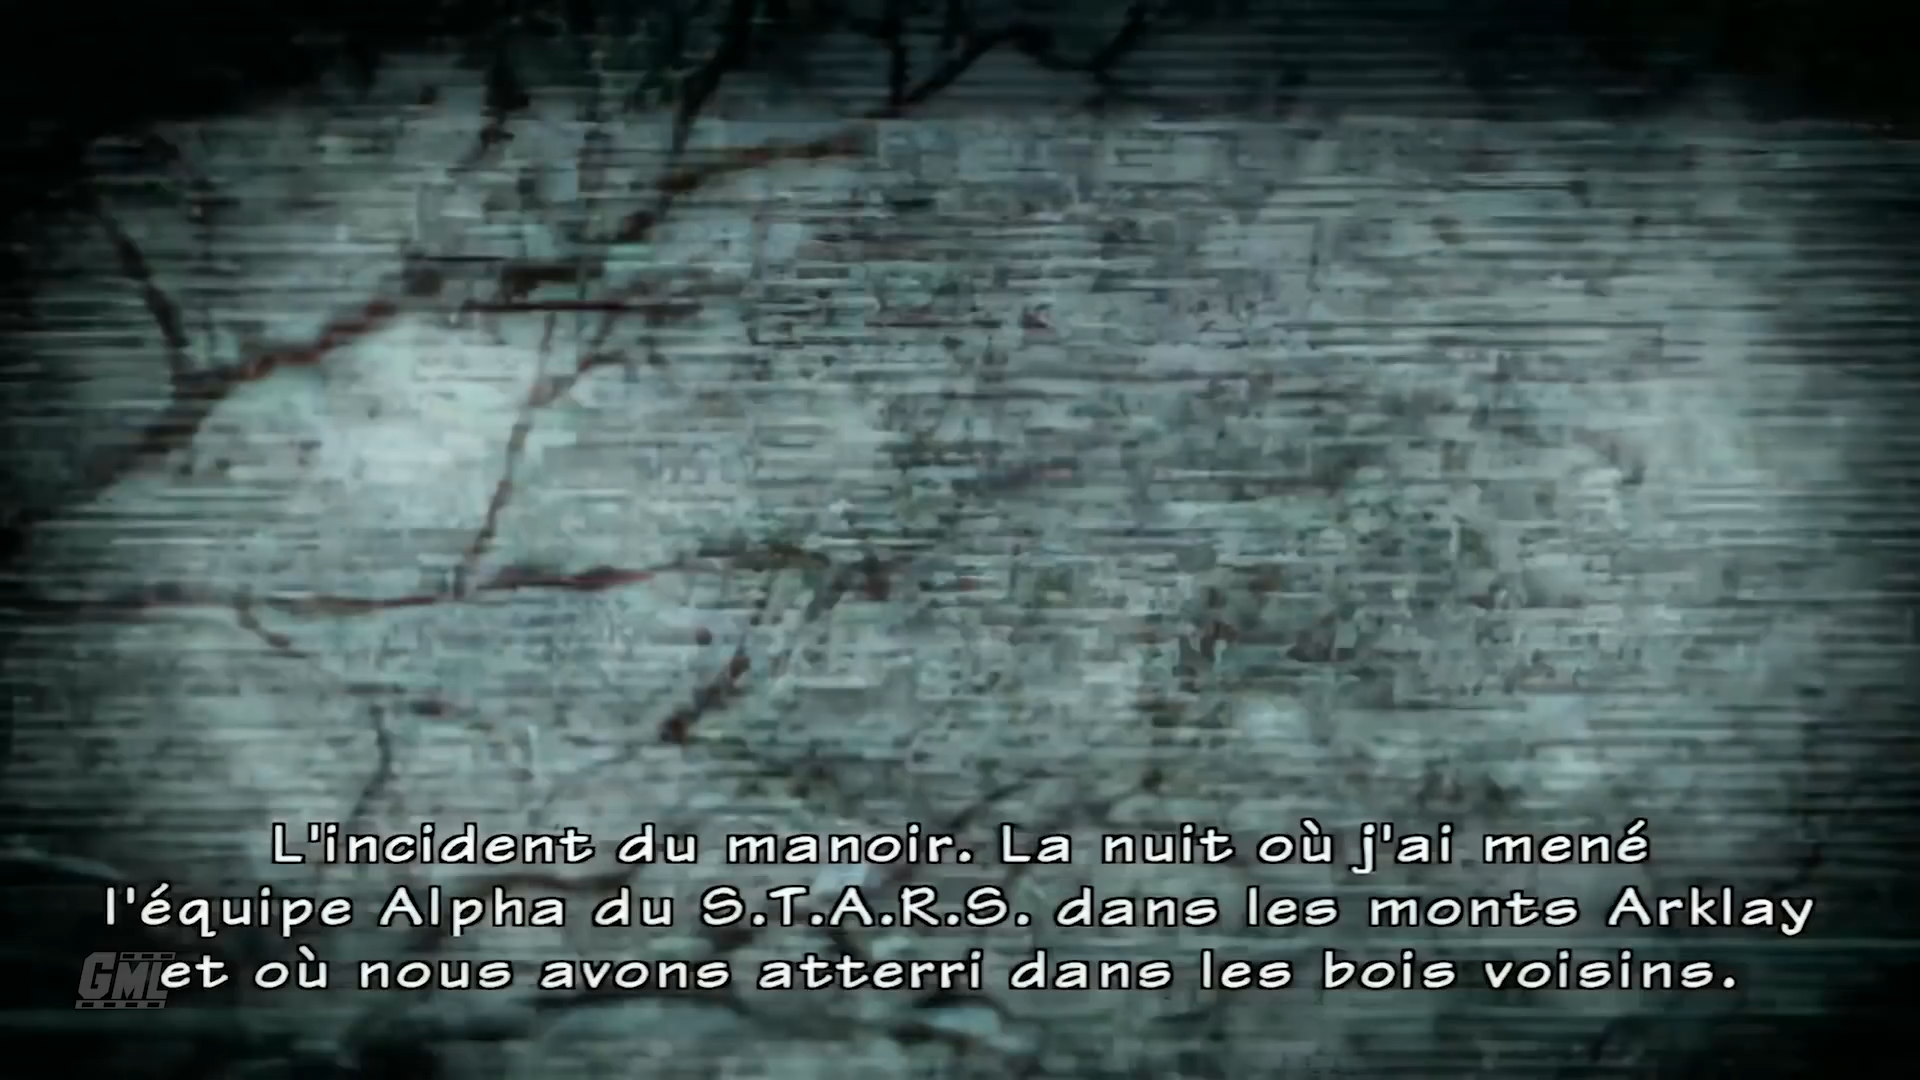 L'incident du manoir. La nuit où j'ai mené
l'équipe Alpha du S.T.A.R.S. dans les monts Arklay
et où nous avons atterri dans les bois voisins.
GML